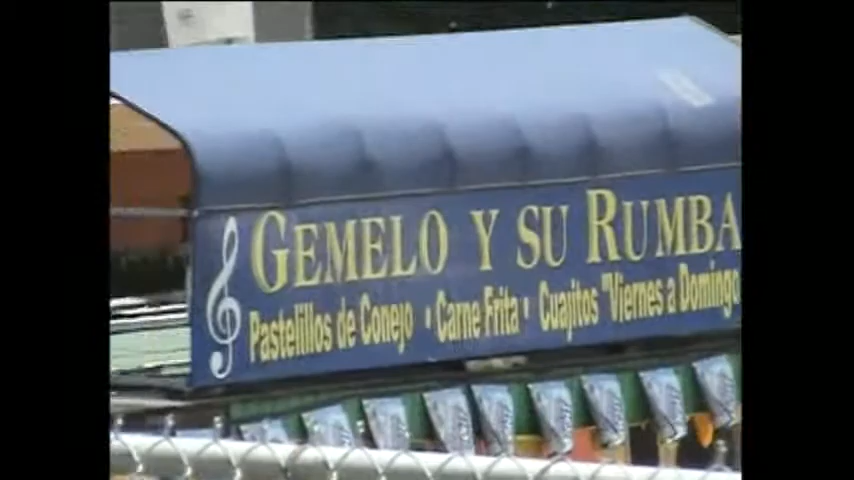 GEMELO Y SU RUMBA
Pastelillos de Conejo • Carne Frita • Cuajitos "Viernes a Domingo